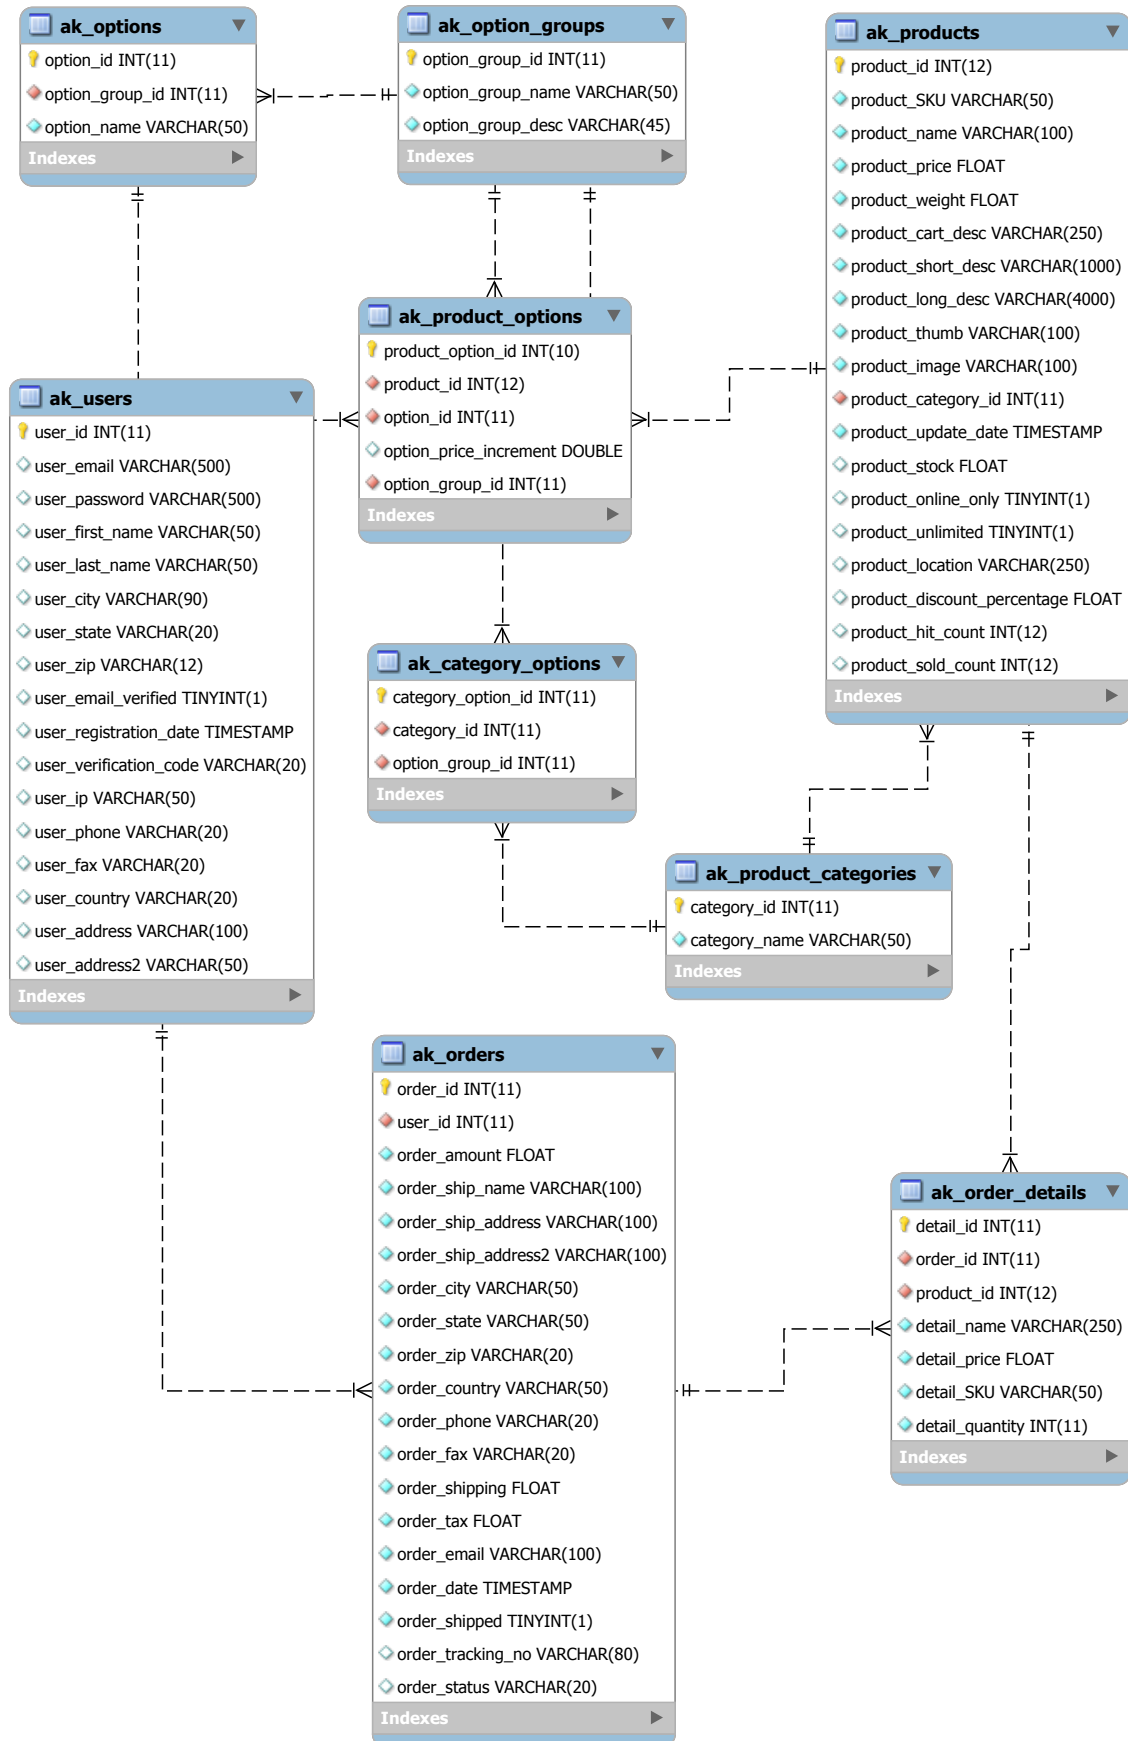 ak_options
option_id INT(11)
option_group_id INT(11)
option_name VARCHAR(50)
Indexes
ak_option_groups
option_group_id INT(11)
option_group_name VARCHAR(50)
option_group_desc VARCHAR(45)
Indexes
ak_products
product_id INT(12)
product_SKU VARCHAR(50)
product_name VARCHAR(100)
product_price FLOAT
product_weight FLOAT
product_cart_desc VARCHAR(250)
product_short_desc VARCHAR(1000)
product_long_desc VARCHAR(4000)
product_thumb VARCHAR(100)
product_image VARCHAR(100)
product_category_id INT(11)
product_update_date TIMESTAMP
product_stock FLOAT
product_online_only TINYINT(1)
product_unlimited TINYINT(1)
product_location VARCHAR(250)
product_discount_percentage FLOAT
product_hit_count INT(12)
product_sold_count INT(12)
Indexes
ak_product_options
product_option_id INT(10)
product_id INT(12)
option_id INT(11)
option_price_increment DOUBLE
option_group_id INT(11)
Indexes
ak_users
user_id INT(11)
user_email VARCHAR(500)
user_password VARCHAR(500)
user_first_name VARCHAR(50)
user_last_name VARCHAR(50)
user_city VARCHAR(90)
user_state VARCHAR(20)
user_zip VARCHAR(12)
user_email_verified TINYINT(1)
user_registration_date TIMESTAMP
user_verification_code VARCHAR(20)
user_ip VARCHAR(50)
user_phone VARCHAR(20)
user_fax VARCHAR(20)
user_country VARCHAR(20)
user_address VARCHAR(100)
user_address2 VARCHAR(50)
Indexes
ak_category_options
category_option_id INT(11)
category_id INT(11)
option_group_id INT(11)
Indexes
ak_product_categories
category_id INT(11)
category_name VARCHAR(50)
Indexes
ak_orders
order_id INT(11)
user_id INT(11)
order_amount FLOAT
order_ship_name VARCHAR(100)
order_ship_address VARCHAR(100)
order_ship_address2 VARCHAR(100)
order_city VARCHAR(50)
order_state VARCHAR(50)
order_zip VARCHAR(20)
order_country VARCHAR(50)
order_phone VARCHAR(20)
order_fax VARCHAR(20)
order_shipping FLOAT
order_tax FLOAT
order_email VARCHAR(100)
order_date TIMESTAMP
order_shipped TINYINT(1)
order_tracking_no VARCHAR(80)
order_status VARCHAR(20)
Indexes
ak_order_details
detail_id INT(11)
order_id INT(11)
product_id INT(12)
detail_name VARCHAR(250)
detail_price FLOAT
detail_SKU VARCHAR(50)
detail_quantity INT(11)
Indexes